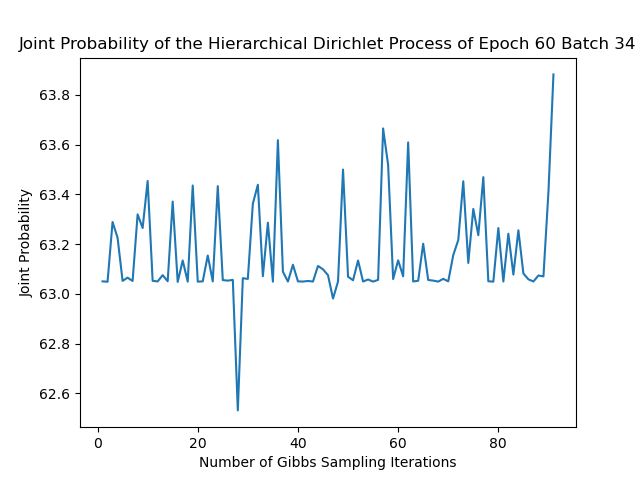 Joint Probability of the Hierarchical Dirichlet Process of Epoch 60 Batch 34
63.8
63.6
63.4
63.2
63.0
62.8
62.6
Joint Probability
0 20 40 60 80
Number of Gibbs Sampling Iterations